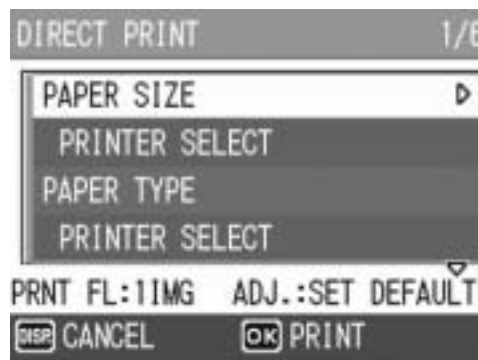 DIRECT PRINT 1/6
PAPER SIZE
PRINTER SELECT
PAPER TYPE
PRINTER SELECT
PRNT FL:1IMG ADJ.:SET DEFAULT
DISP. CANCEL OK PRINT